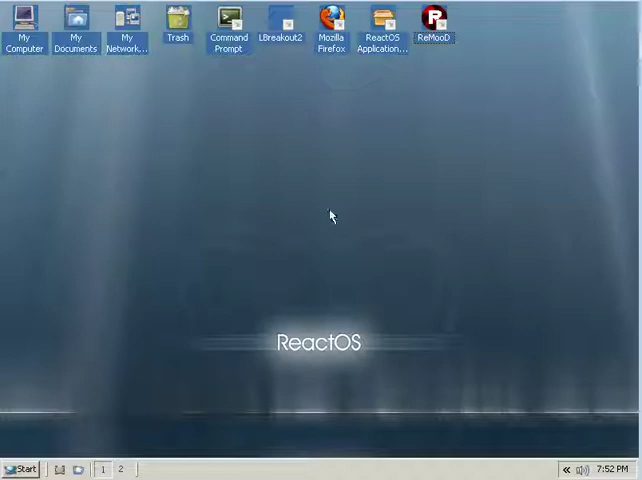 My Computer
My Documents
My Network...
Trash
Command Prompt
LBreakout2
Mozilla Firefox
ReactOS Application...
ReMooD
ReactOS
Start
1
2
«
7:52 PM